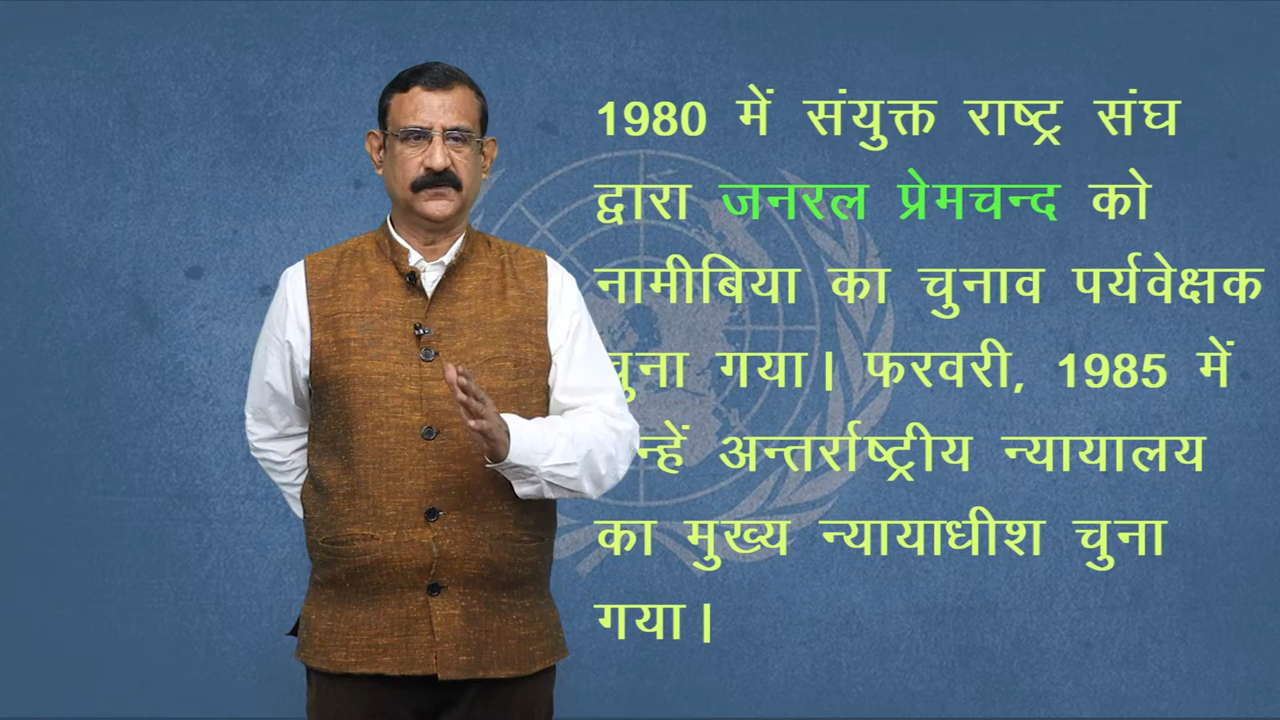 1980 में संयुक्त राष्ट्र संघ
द्वारा जनरल प्रेमचन्द को
नामीबिया का चुनाव पर्यवेक्षक
गया। फरवरी, 1985 में
अन्तर्राष्ट्रीय न्यायालय
का मुख्य न्यायाधीश चुना
गया।